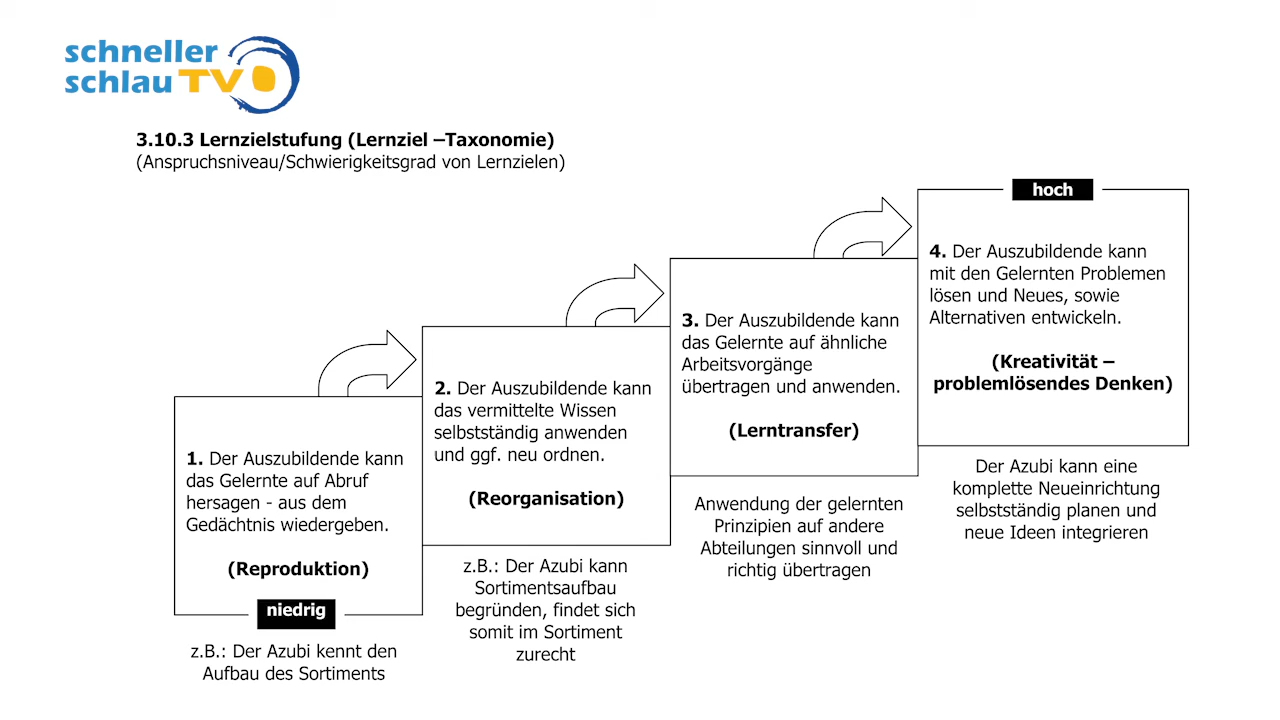 schneller
schlau TV
3.10.3 Lernzielstufung (Lernziel –Taxonomie)
(Anspruchsniveau/Schwierigkeitsgrad von Lernzielen)
1. Der Auszubildende kann
das Gelernte auf Abruf
hersagen - aus dem
Gedächtnis wiedergeben.
(Reproduktion)
niedrig
z.B.: Der Azubi kennt den
Aufbau des Sortiments
2. Der Auszubildende kann
das vermittelte Wissen
selbstständig anwenden
und ggf. neu ordnen.
(Reorganisation)
z.B.: Der Azubi kann
Sortimentsaufbau
begründen, findet sich
somit im Sortiment
zurecht
3. Der Auszubildende kann
das Gelernte auf ähnliche
Arbeitsvorgänge
übertragen und anwenden.
(Lerntransfer)
Anwendung der gelernten
Prinzipien auf andere
Abteilungen sinnvoll und
richtig übertragen
hoch
4. Der Auszubildende kann
mit den Gelernten Problemen
lösen und Neues, sowie
Alternativen entwickeln.
(Kreativität –
problemlösendes Denken)
Der Azubi kann eine
komplette Neueinrichtung
selbstständig planen und
neue Ideen integrieren